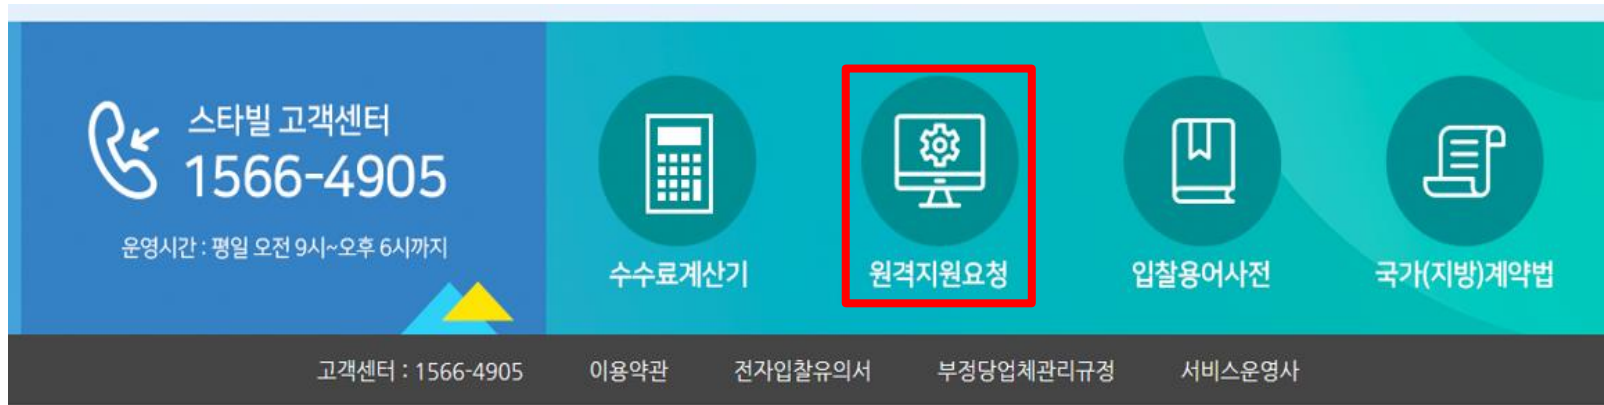 스타빌 고객센터
1566-4905
운영시간 : 평일 오전 9시~오후 6시까지
수수료계산기
원격지원요청
입찰용어사전
국가(지방)계약법
고객센터 : 1566-4905
이용약관
전자입찰유의서
부정당업체관리규정
서비스운영사